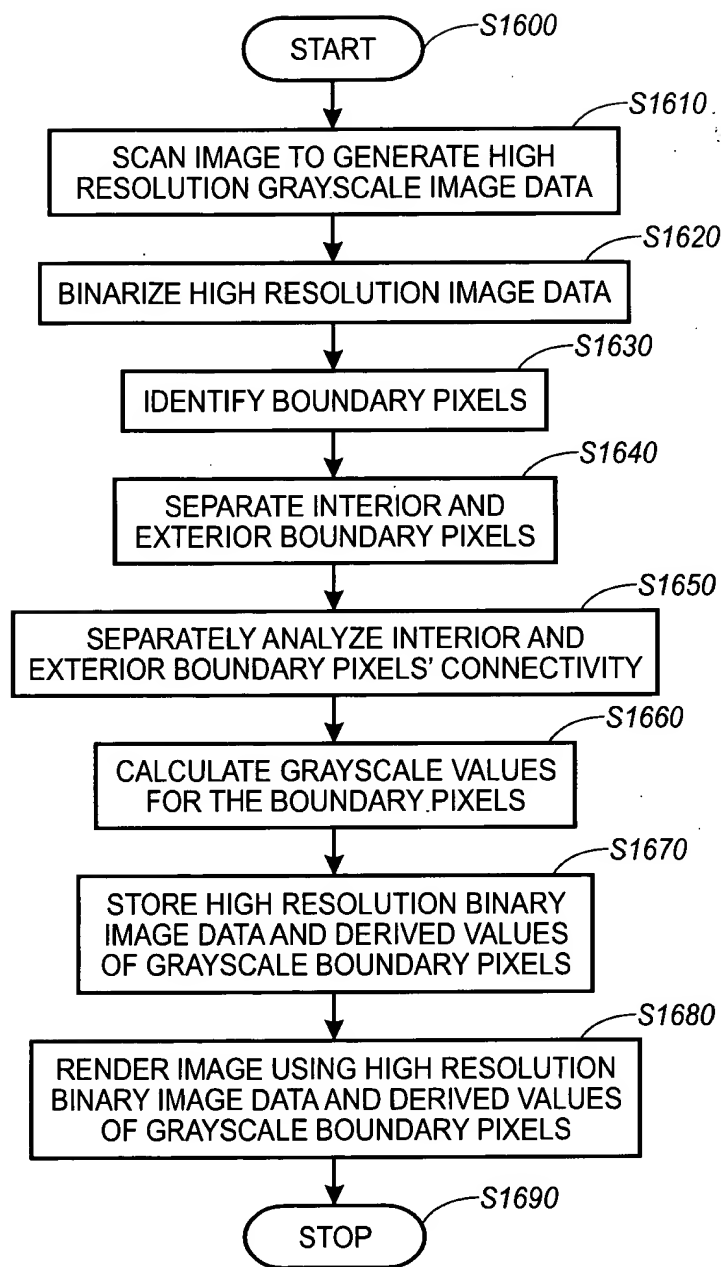 START
S1600
S1610
SCAN IMAGE TO GENERATE HIGH
RESOLUTION GRAYSCALE IMAGE DATA
S1620
BINARIZE HIGH RESOLUTION IMAGE DATA
S1630
IDENTIFY BOUNDARY PIXELS
S1640
SEPARATE INTERIOR AND
EXTERIOR BOUNDARY PIXELS
S1650
SEPARATELY ANALYZE INTERIOR AND
EXTERIOR BOUNDARY PIXELS' CONNECTIVITY
S1660
CALCULATE GRAYSCALE VALUES
FOR THE BOUNDARY PIXELS
S1670
STORE HIGH RESOLUTION BINARY
IMAGE DATA AND DERIVED VALUES
OF GRAYSCALE BOUNDARY PIXELS
S1680
RENDER IMAGE USING HIGH RESOLUTION
BINARY IMAGE DATA AND DERIVED VALUES
OF GRAYSCALE BOUNDARY PIXELS
S1690
STOP